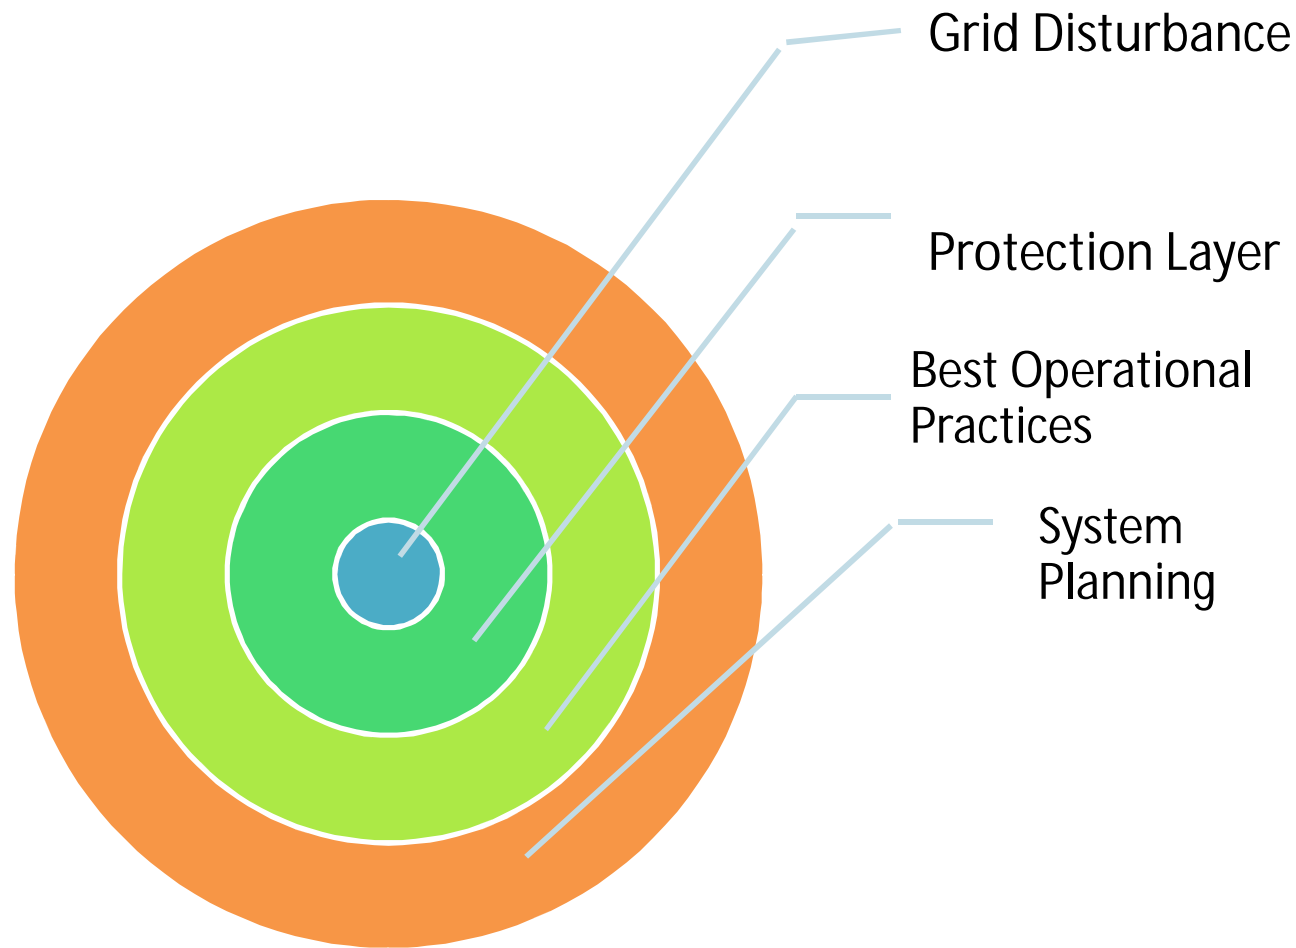 Grid Disturbance
Protection Layer
Best Operational
Practices
System
Planning